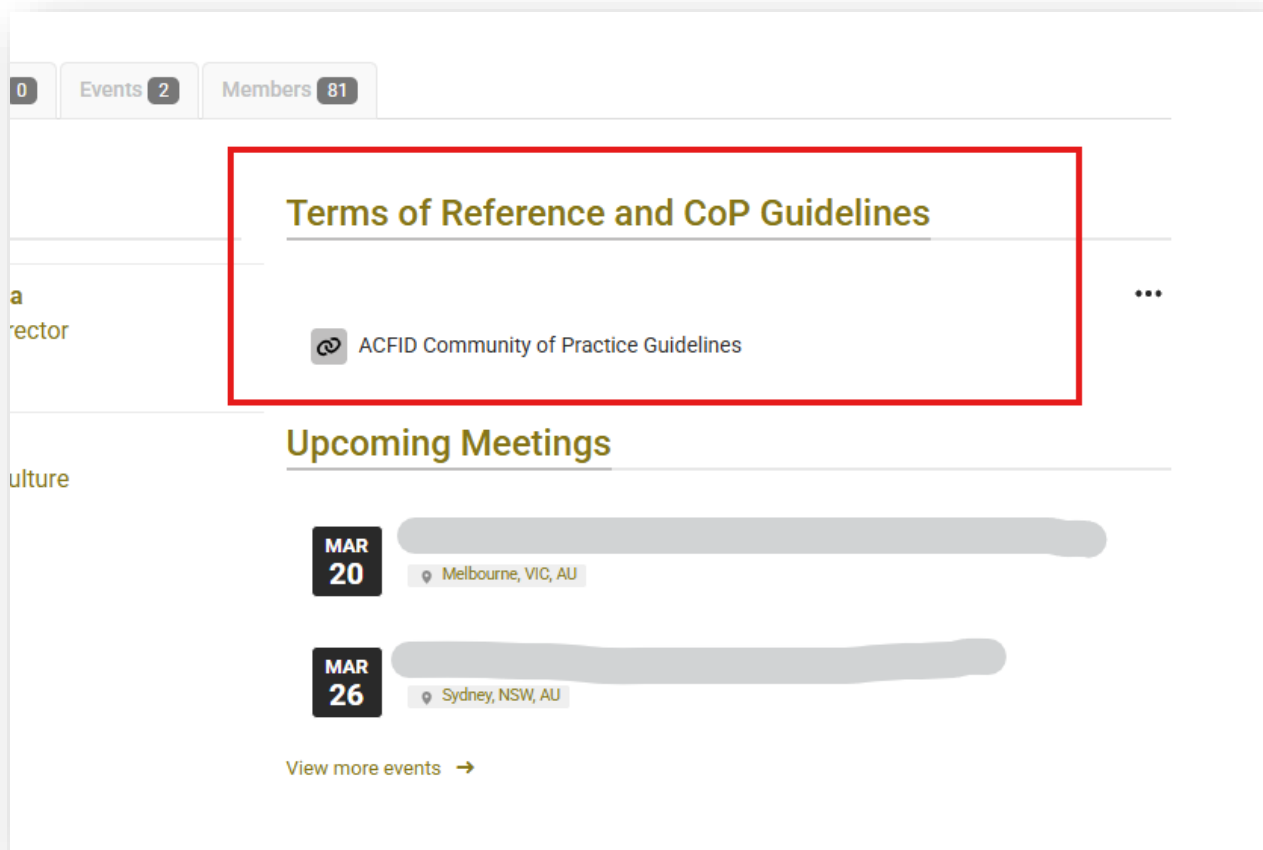 0 Events 2 Members 81
Terms of Reference and CoP Guidelines
a
rector
ACFID Community of Practice Guidelines
Upcoming Meetings
ulture
MAR
20
Melbourne, VIC, AU
MAR
26
Sydney, NSW, AU
View more events →